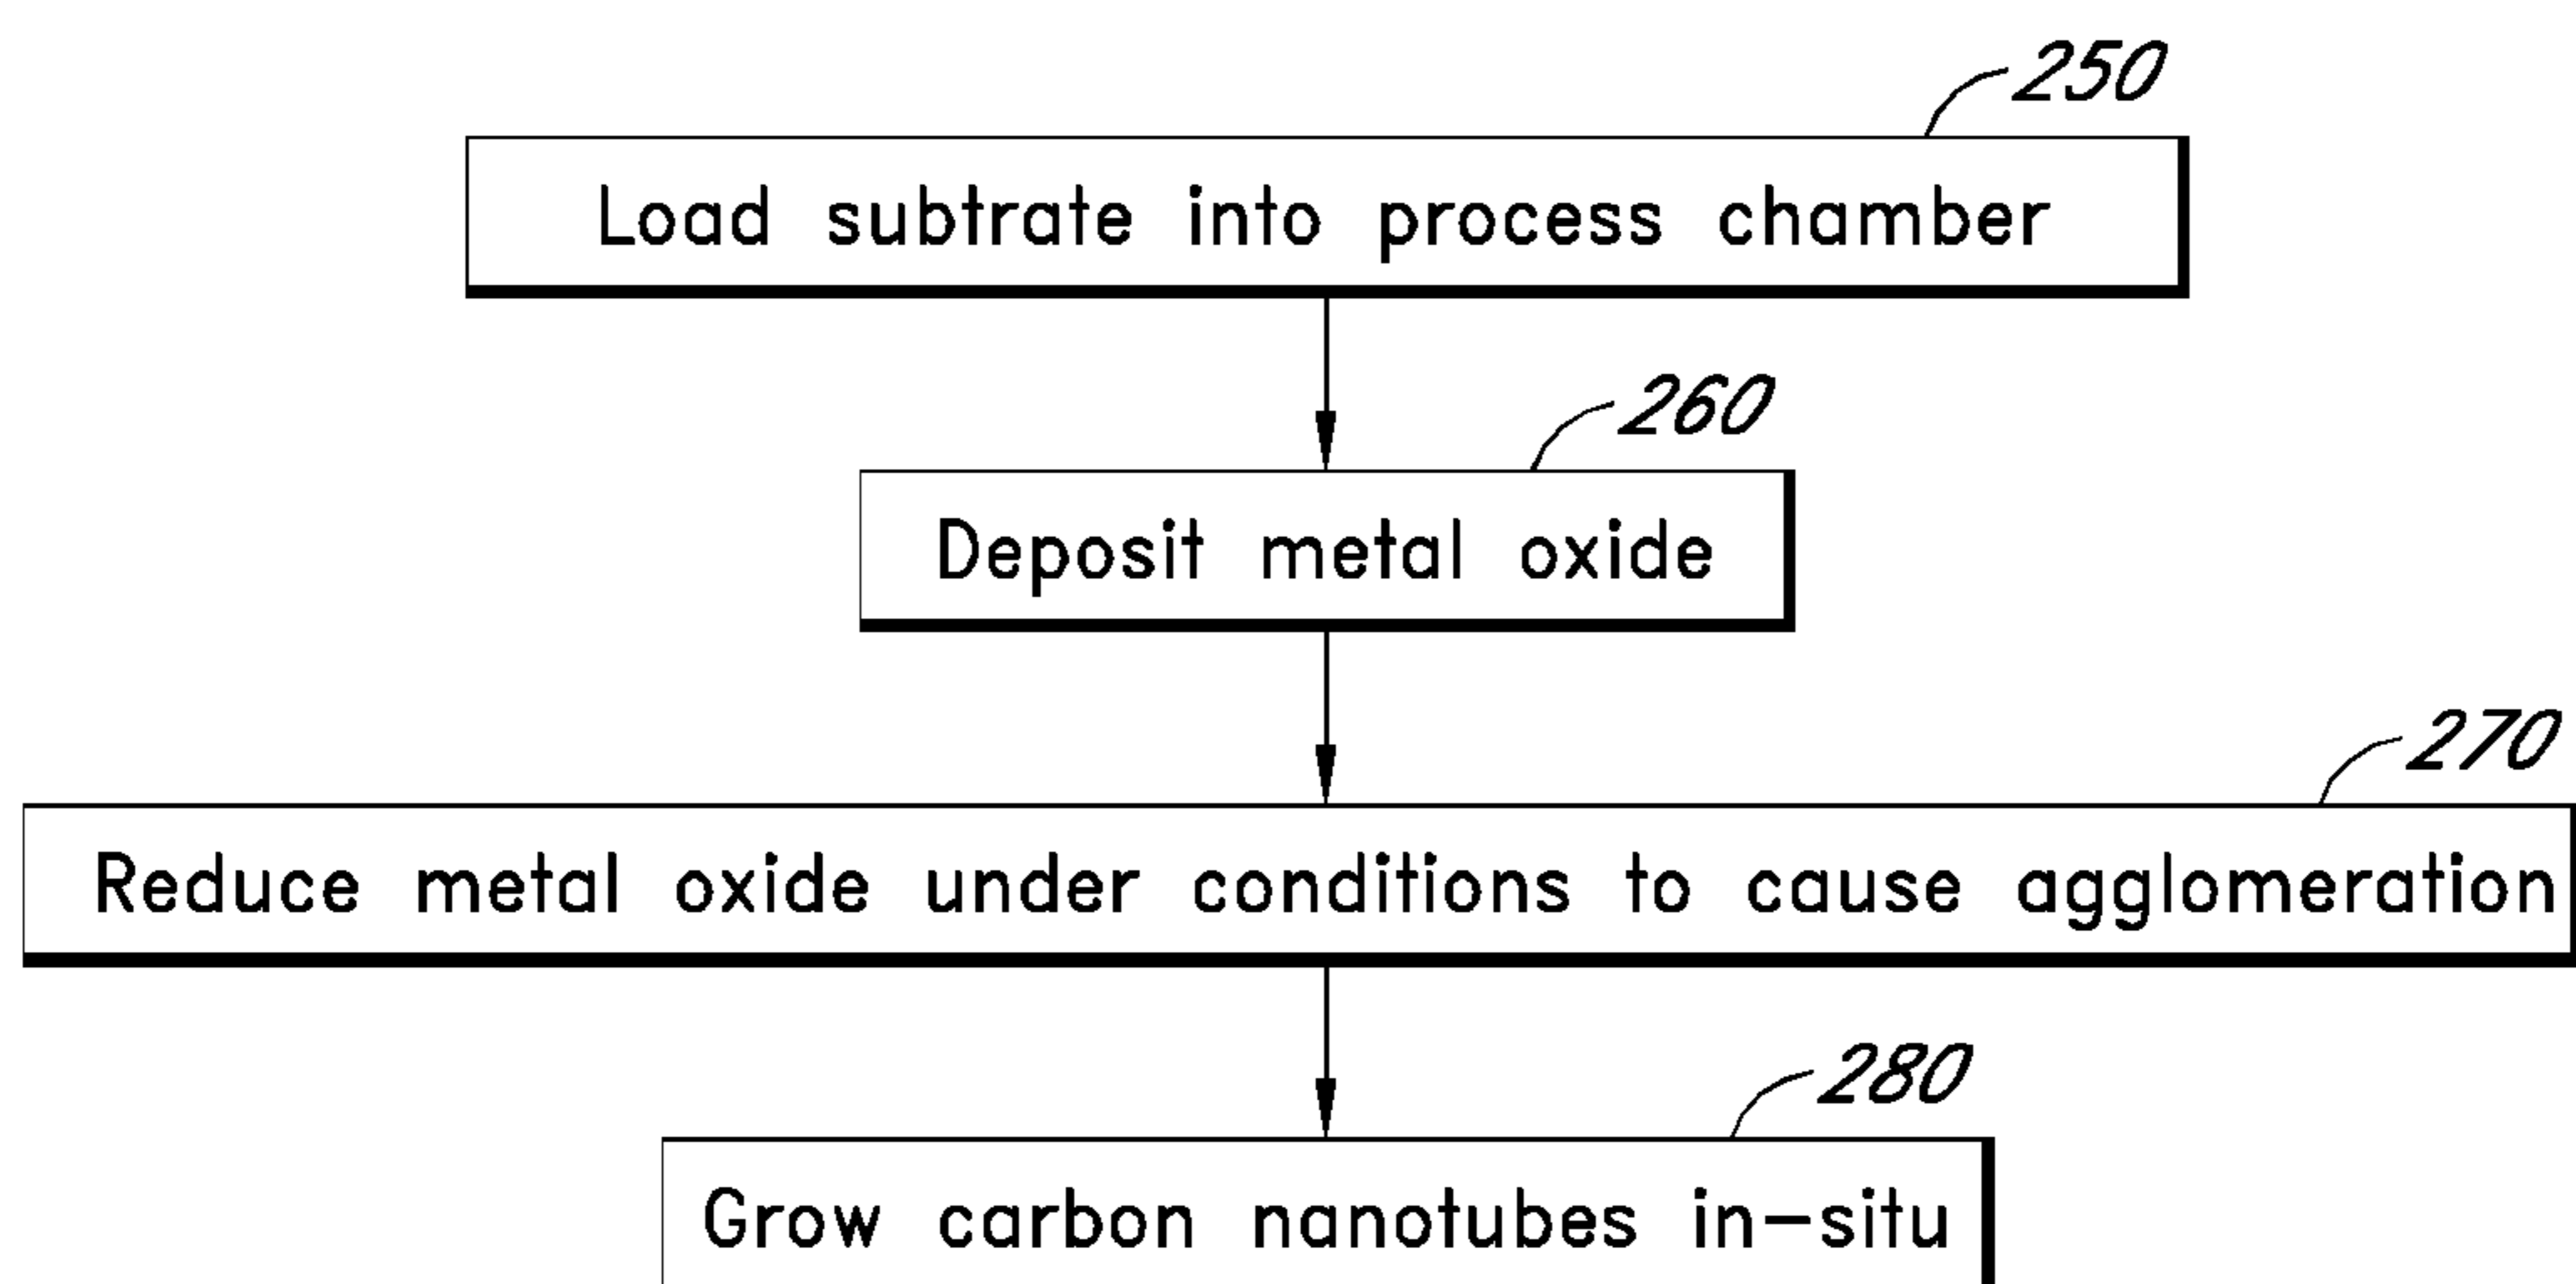 250
Load subtrate into process chamber
260
Deposit metal oxide
270
Reduce metal oxide under conditions to cause agglomeration
280
Grow carbon nanotubes in-situ